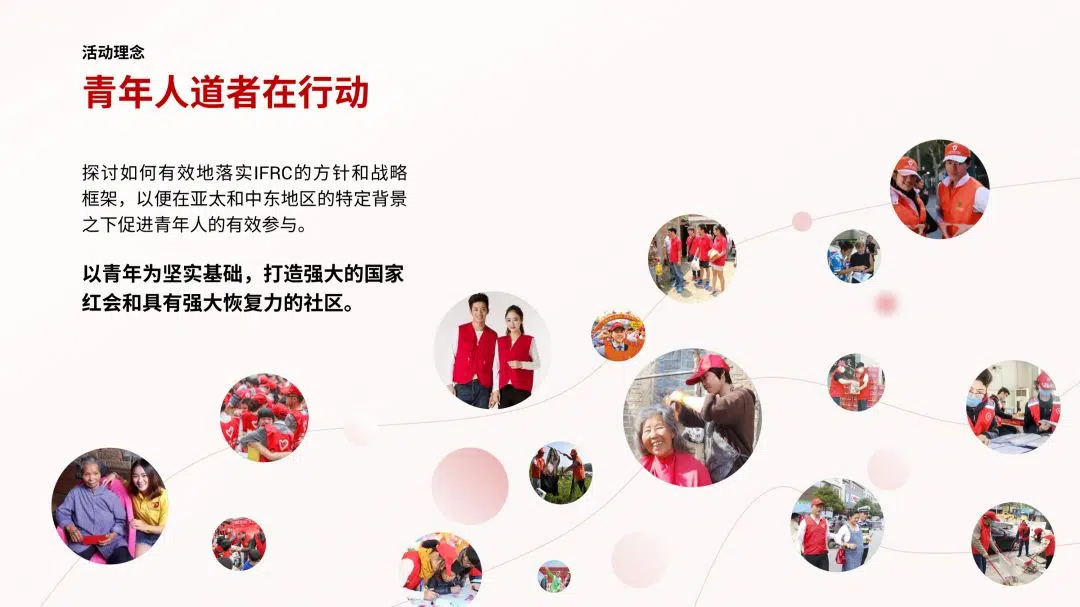 活动理念
青年人道者在行动
探讨如何有效地落实IFRC的方针和战略
框架，以便在亚太和中东地区的特定背景
之下促进青年人的有效参与。
以青年为坚实基础，打造强大的国家
红会和具有强大恢复力的社区。